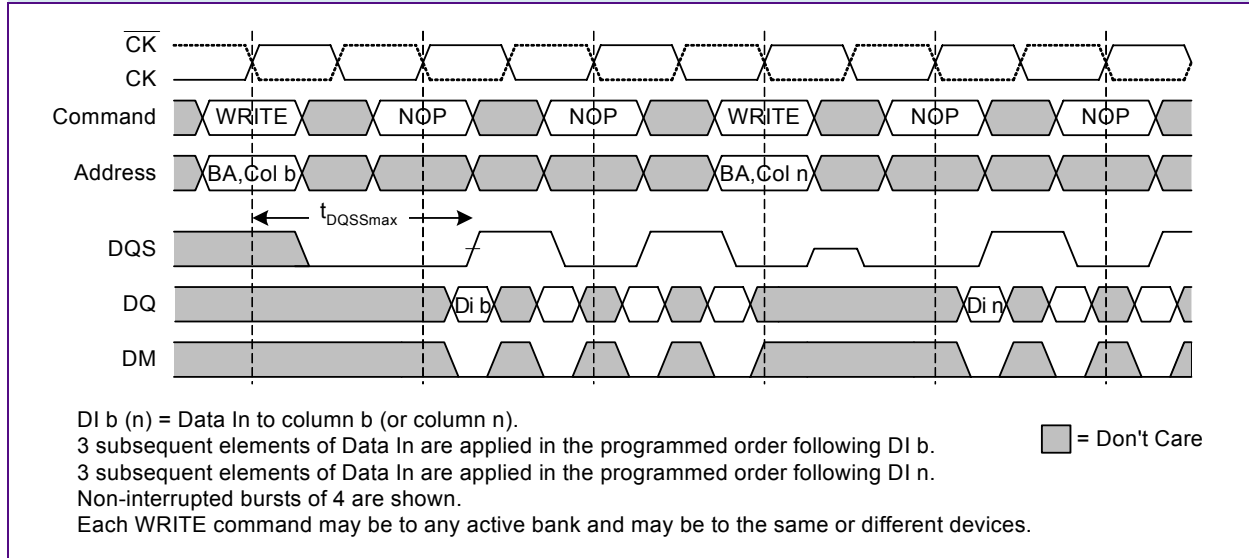 CK
CK
Command WRITE NOP NOP WRITE NOP NOP
Address BA,Col b BA,Col n
tDQSSmax
DQS
DQ Di b Di n
DM
DI b (n) = Data In to column b (or column n).
3 subsequent elements of Data In are applied in the programmed order following DI b.
3 subsequent elements of Data In are applied in the programmed order following DI n.
Non-interrupted bursts of 4 are shown.
Each WRITE command may be to any active bank and may be to the same or different devices.
= Don't Care